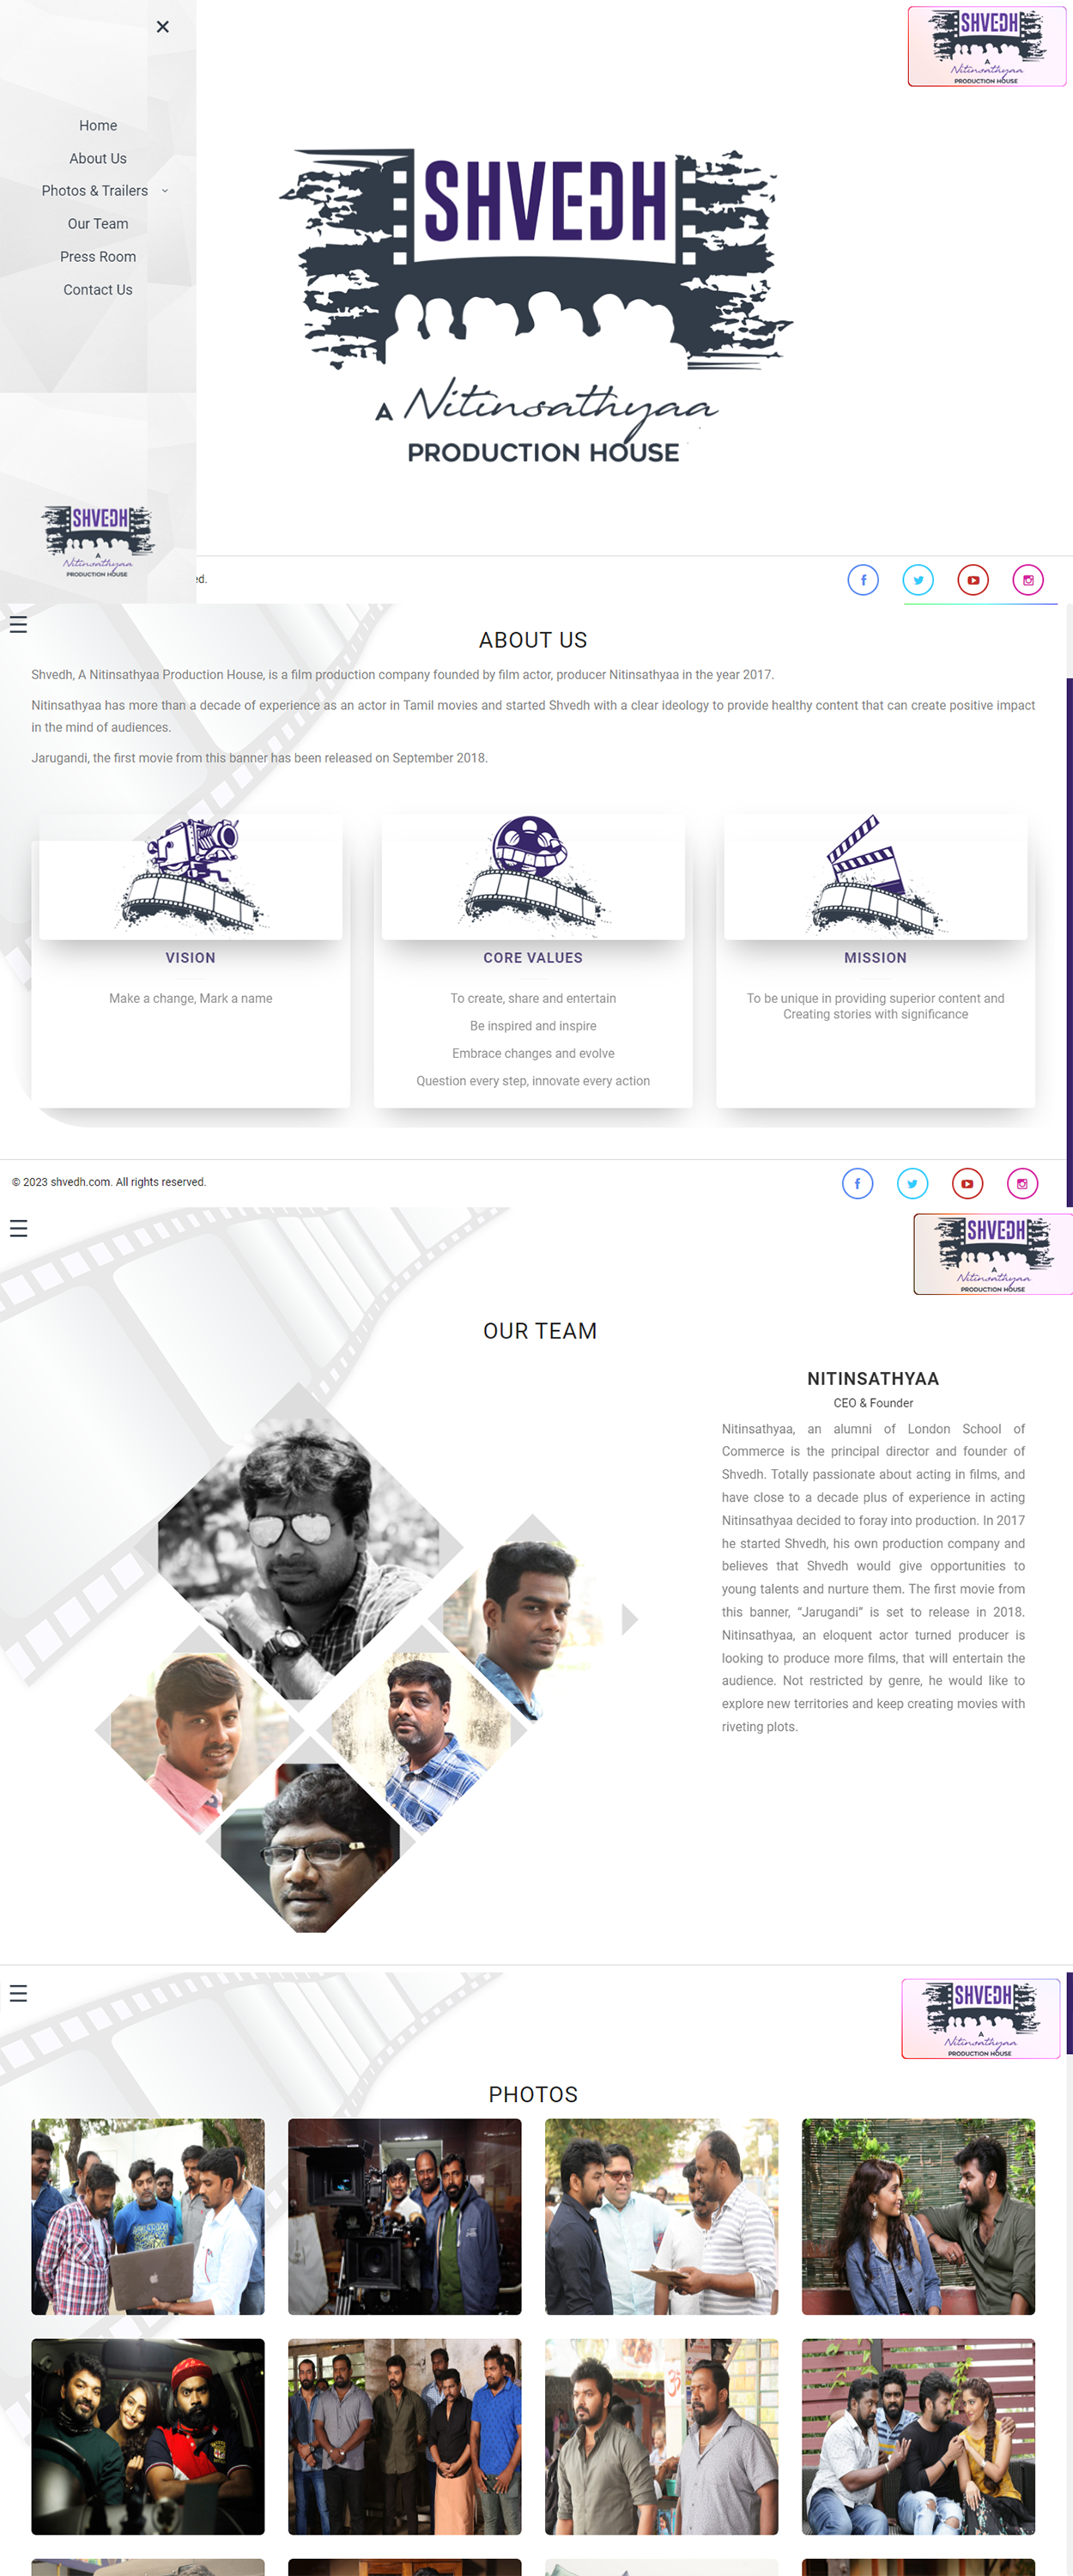 SHVEDH
A
Nitinsathyaa
PRODUCTION HOUSE
Home
About Us
Photos & Trailers
Our Team
Press Room
Contact Us
SHVEDH
A Nitinsathyaa
PRODUCTION HOUSE
SHVEDH
A
Nitinsathyaa
PRODUCTION HOUSE
ed.
ABOUT US
Shvedh, A Nitinsathyaa Production House, is a film production company founded by film actor, producer Nitinsathyaa in the year 2017.
Nitinsathyaa has more than a decade of experience as an actor in Tamil movies and started Shvedh with a clear ideology to provide healthy content that can create positive impact
in the mind of audiences.
Jarugandi, the first movie from this banner has been released on September 2018.
VISION
Make a change, Mark a name
CORE VALUES
To create, share and entertain
Be inspired and inspire
Embrace changes and evolve
Question every step, innovate every action
MISSION
To be unique in providing superior content and
Creating stories with significance
© 2023 shvedh.com. All rights reserved.
SHVEDH
A
Nitinsathyaa
PRODUCTION HOUSE
OUR TEAM
NITINSATHYAA
CEO & Founder
Nitinsathyaa, an alumni of London School of
Commerce is the principal director and founder of
Shvedh. Totally passionate about acting in films, and
have close to a decade plus of experience in acting
Nitinsathyaa decided to foray into production. In 2017
he started Shvedh, his own production company and
believes that Shvedh would give opportunities to
young talents and nurture them. The first movie from
this banner, “Jarugandi” is set to release in 2018.
Nitinsathyaa, an eloquent actor turned producer is
looking to produce more films, that will entertain the
audience. Not restricted by genre, he would like to
explore new territories and keep creating movies with
riveting plots.
SHVEDH
A
Nitinsathyaa
PRODUCTION HOUSE
PHOTOS
ॐ